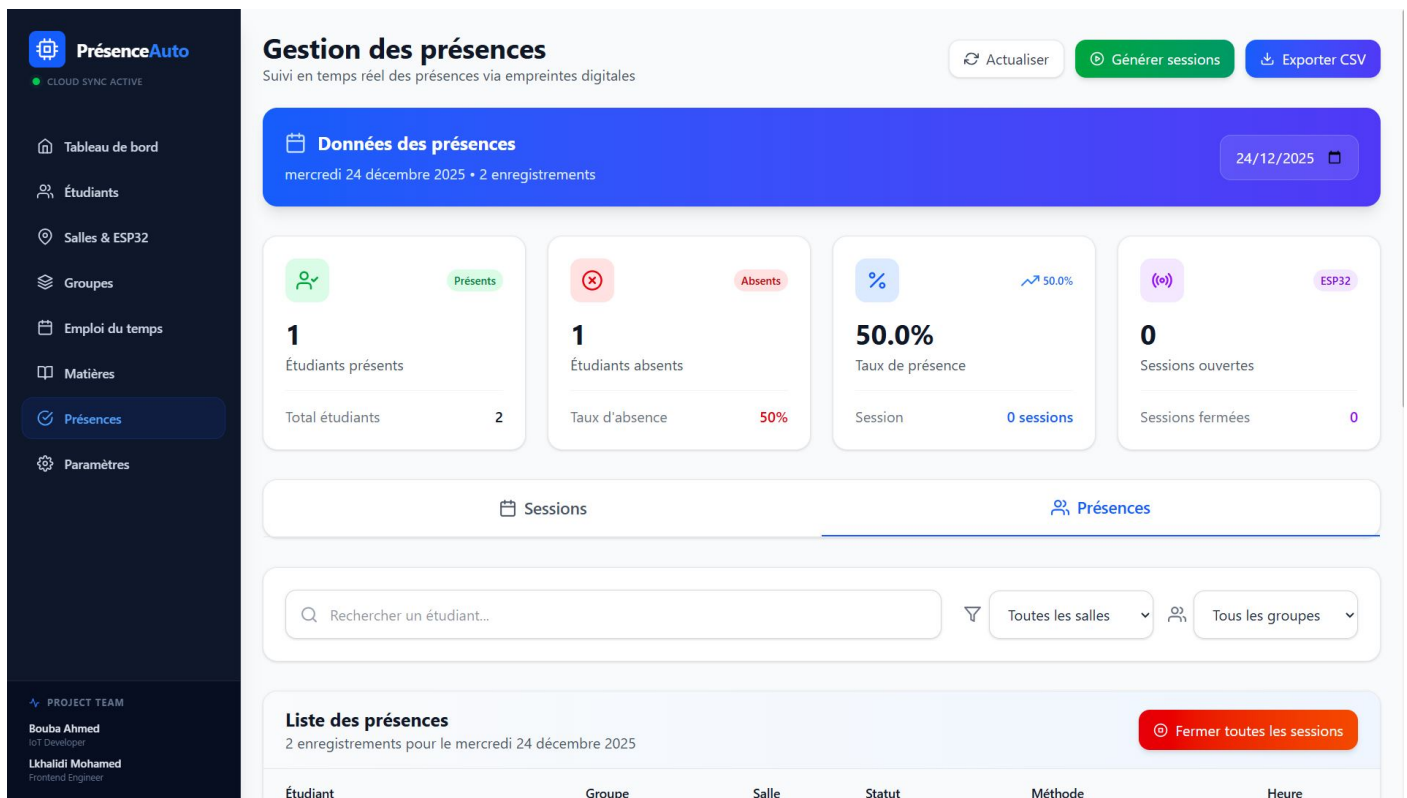 PrésenceAuto
CLOUD SYNC ACTIVE
Tableau de bord
Étudiants
Salles & ESP32
Groupes
Emploi du temps
Matières
Présences
Paramètres
PROJECT TEAM
Bouba Ahmed
IoT Developer
Lkhalidi Mohamed
Frontend Engineer
Gestion des présences
Suivi en temps réel des présences via empreintes digitales
Actualiser
Générer sessions
Exporter CSV
Données des présences
mercredi 24 décembre 2025 • 2 enregistrements
24/12/2025
Présents
1
Étudiants présents
Total étudiants 2
Absents
1
Étudiants absents
Taux d'absence 50%
50.0%
50.0%
Taux de présence
Session 0 sessions
ESP32
0
Sessions ouvertes
Sessions fermées 0
Sessions
Présences
Rechercher un étudiant...
Toutes les salles
Tous les groupes
Liste des présences
2 enregistrements pour le mercredi 24 décembre 2025
Fermer toutes les sessions
Étudiant Groupe Salle Statut Méthode Heure